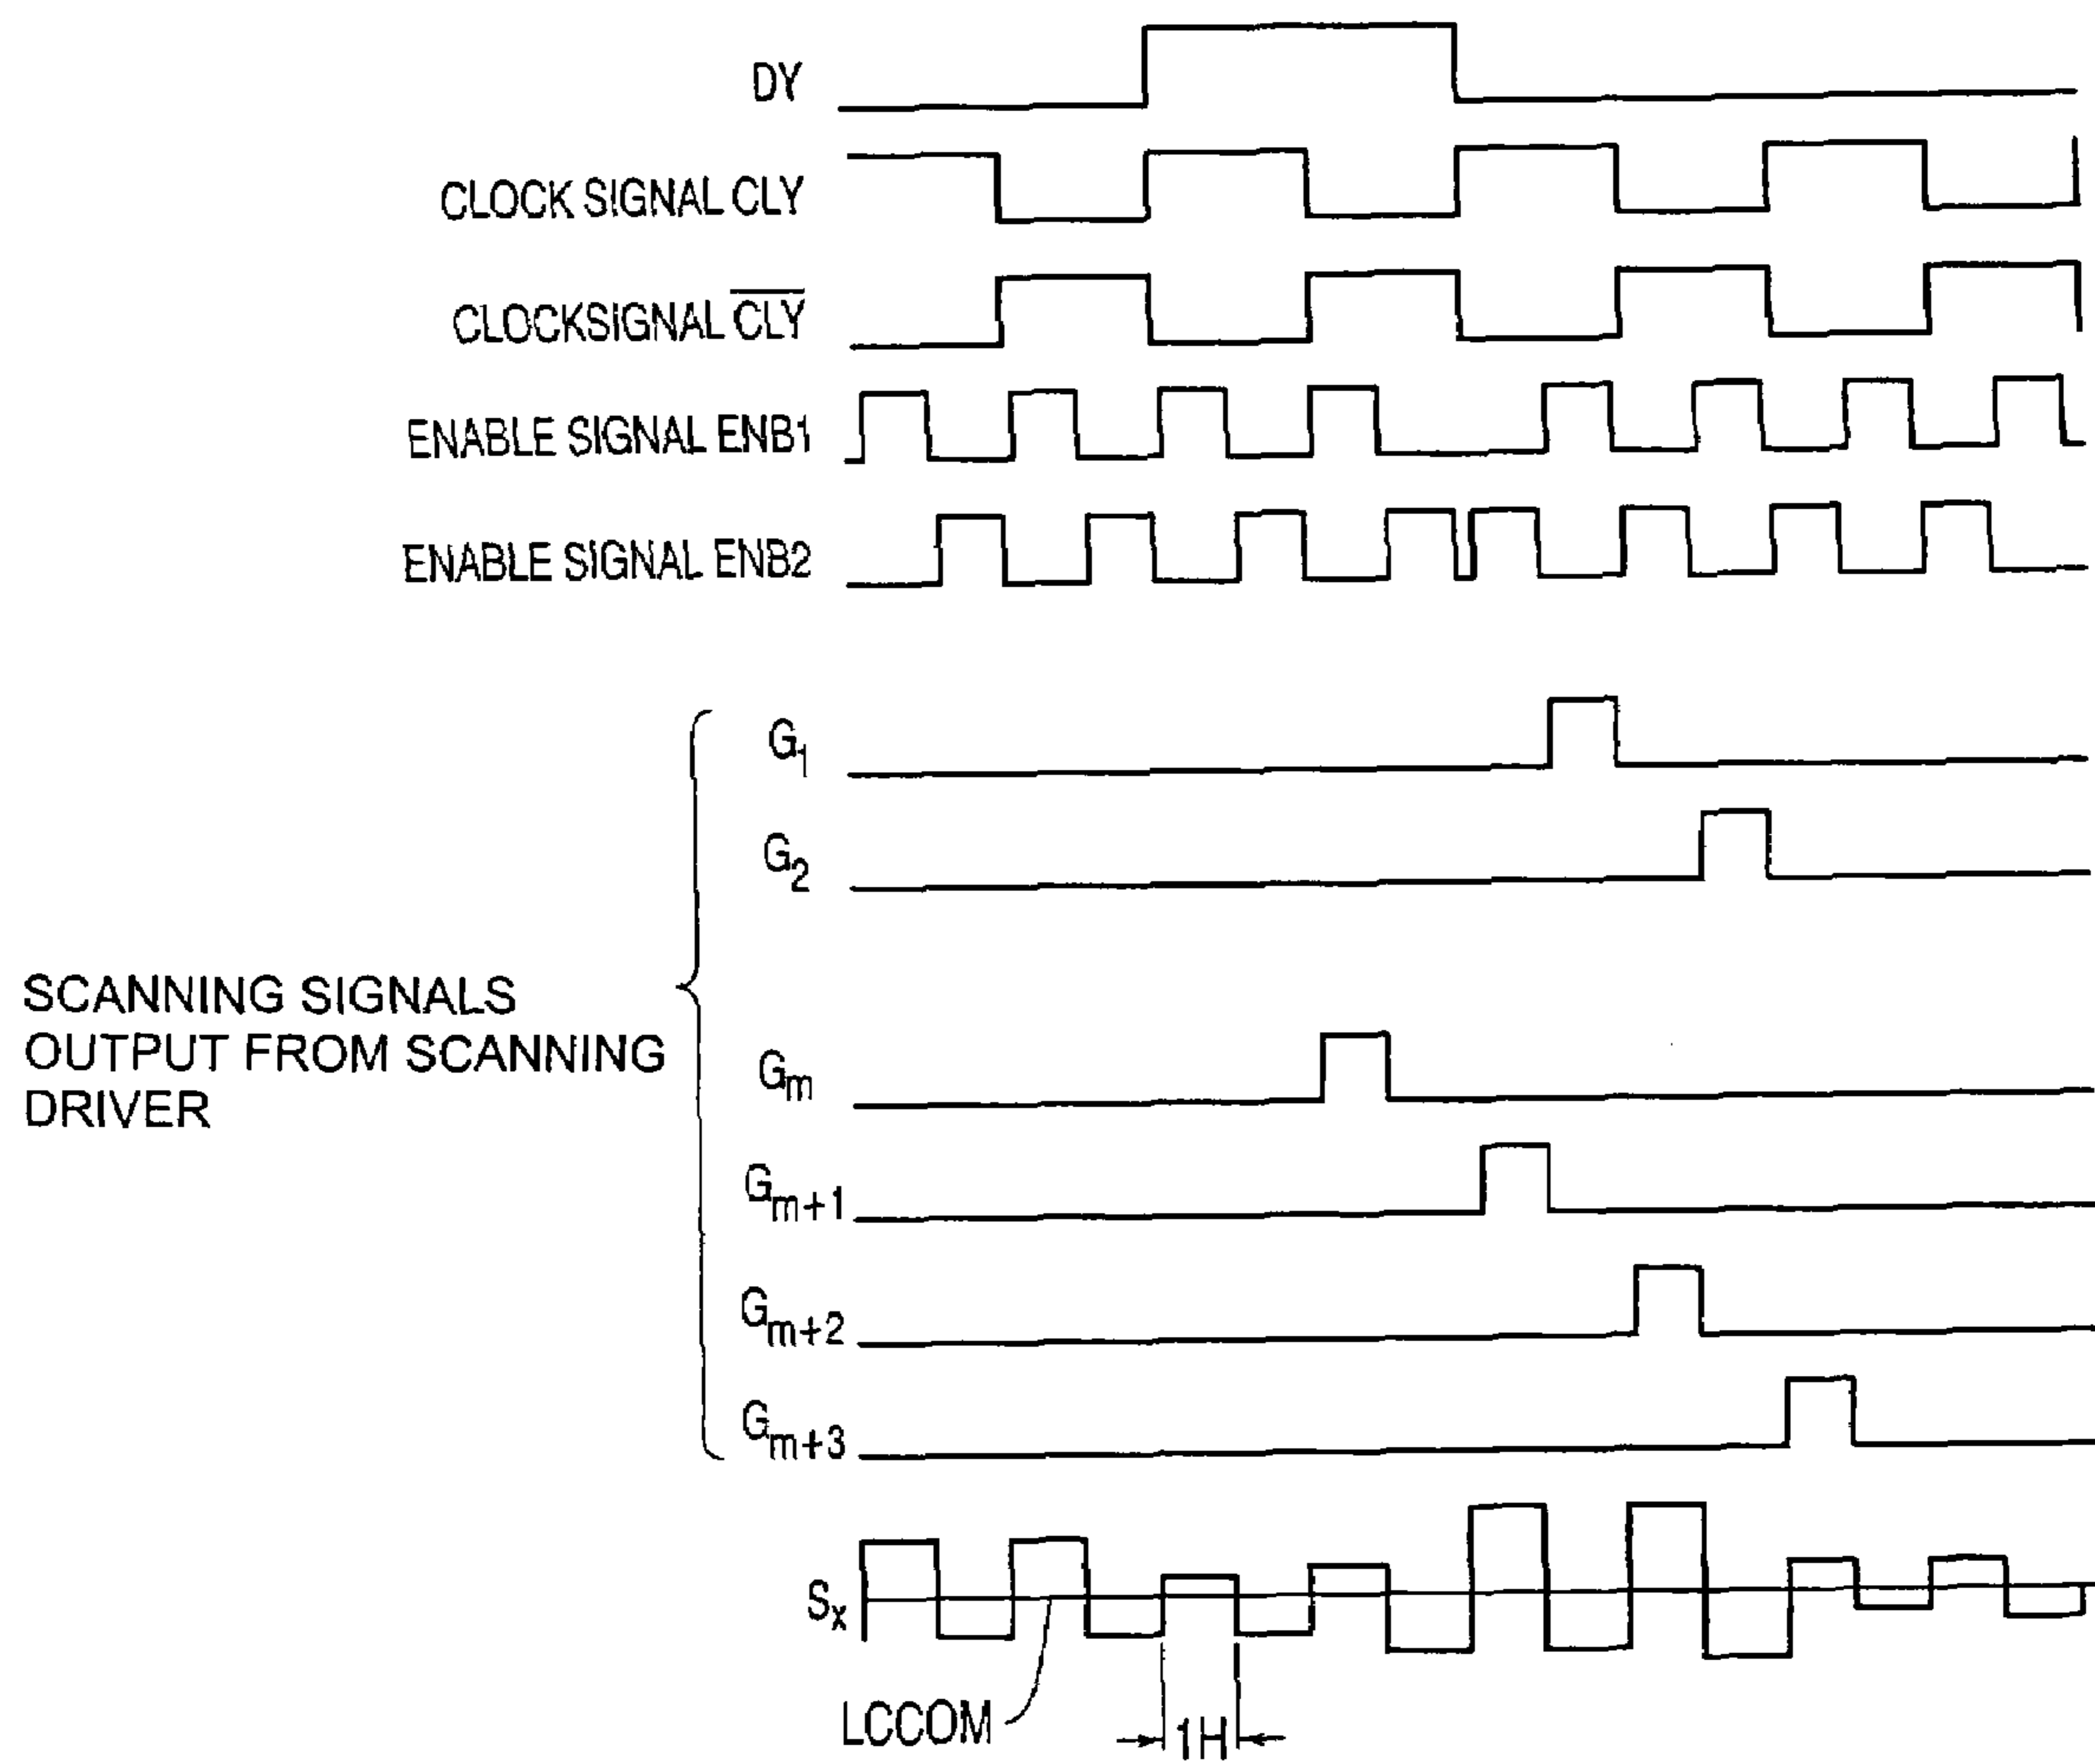 DY
CLOCK SIGNAL CLY
CLOCKSIGNAL C̅L̅Y̅
ENABLE SIGNAL ENB1
ENABLE SIGNAL ENB2
G1
G2
SCANNING SIGNALS
OUTPUT FROM SCANNING
DRIVER
Gm
Gm+1
Gm+2
Gm+3
Sx
LCCOM
1H